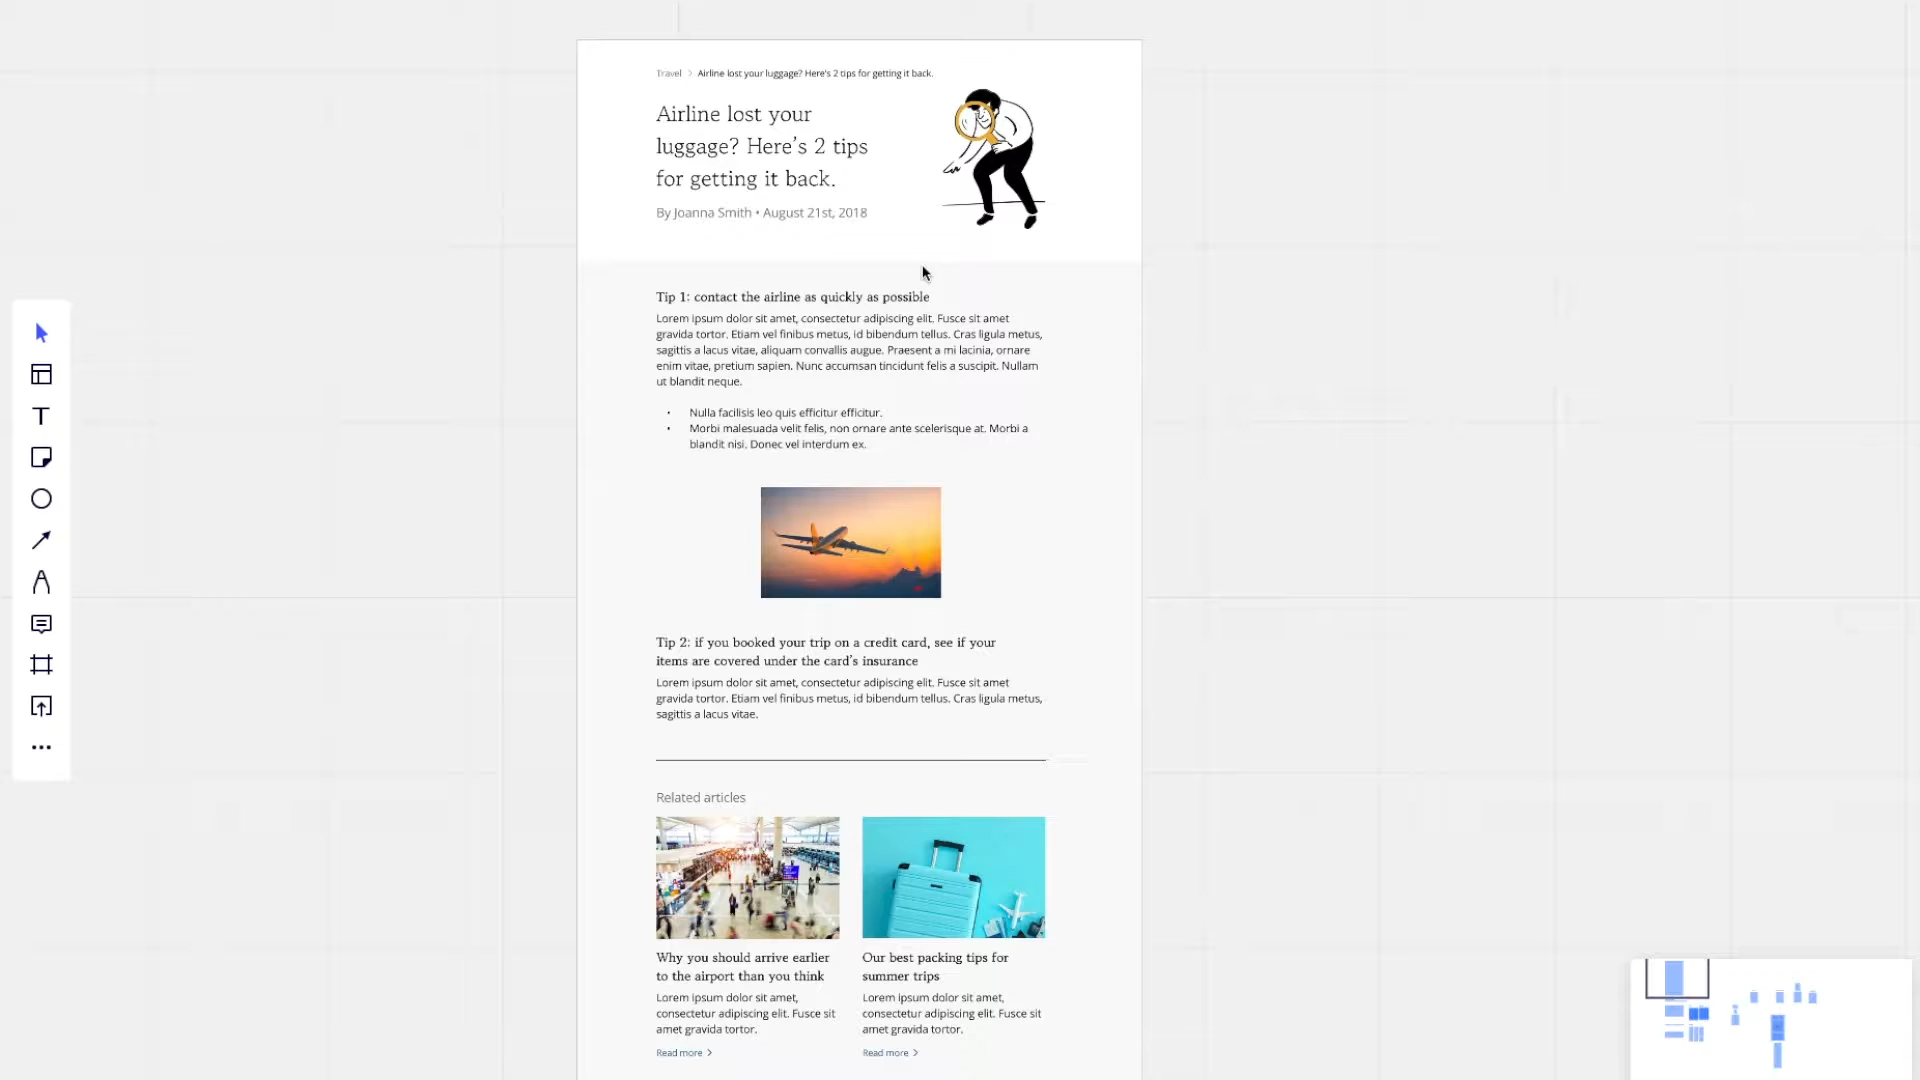 Travel > Airline lost your luggage? Here's 2 tips for getting it back.
Airline lost your
luggage? Here's 2 tips
for getting it back.
By Joanna Smith • August 21st, 2018
Tip 1: contact the airline as quickly as possible
Lorem ipsum dolor sit amet, consectetur adipiscing elit. Fusce sit amet
gravida tortor. Etiam vel finibus metus, id bibendum tellus. Cras ligula metus,
sagittis a lacus vitae, aliquam convallis augue. Praesent a mi lacinia, ornare
enim vitae, pretium sapien. Nunc accumsan tincidunt felis a suscipit. Nullam
ut blandit neque.
• Nulla facilisis leo quis efficitur efficitur.
• Morbi malesuada velit felis, non ornare ante scelerisque at. Morbi a
blandit nisi. Donec vel interdum ex.
Tip 2: if you booked your trip on a credit card, see if your
items are covered under the card's insurance
Lorem ipsum dolor sit amet, consectetur adipiscing elit. Fusce sit amet
gravida tortor. Etiam vel finibus metus, id bibendum tellus. Cras ligula metus,
sagittis a lacus vitae.
Related articles
Why you should arrive earlier
to the airport than you think
Lorem ipsum dolor sit amet,
consectetur adipiscing elit. Fusce sit
amet gravida tortor.
Read more >
Our best packing tips for
summer trips
Lorem ipsum dolor sit amet,
consectetur adipiscing elit. Fusce sit
amet gravida tortor.
Read more >